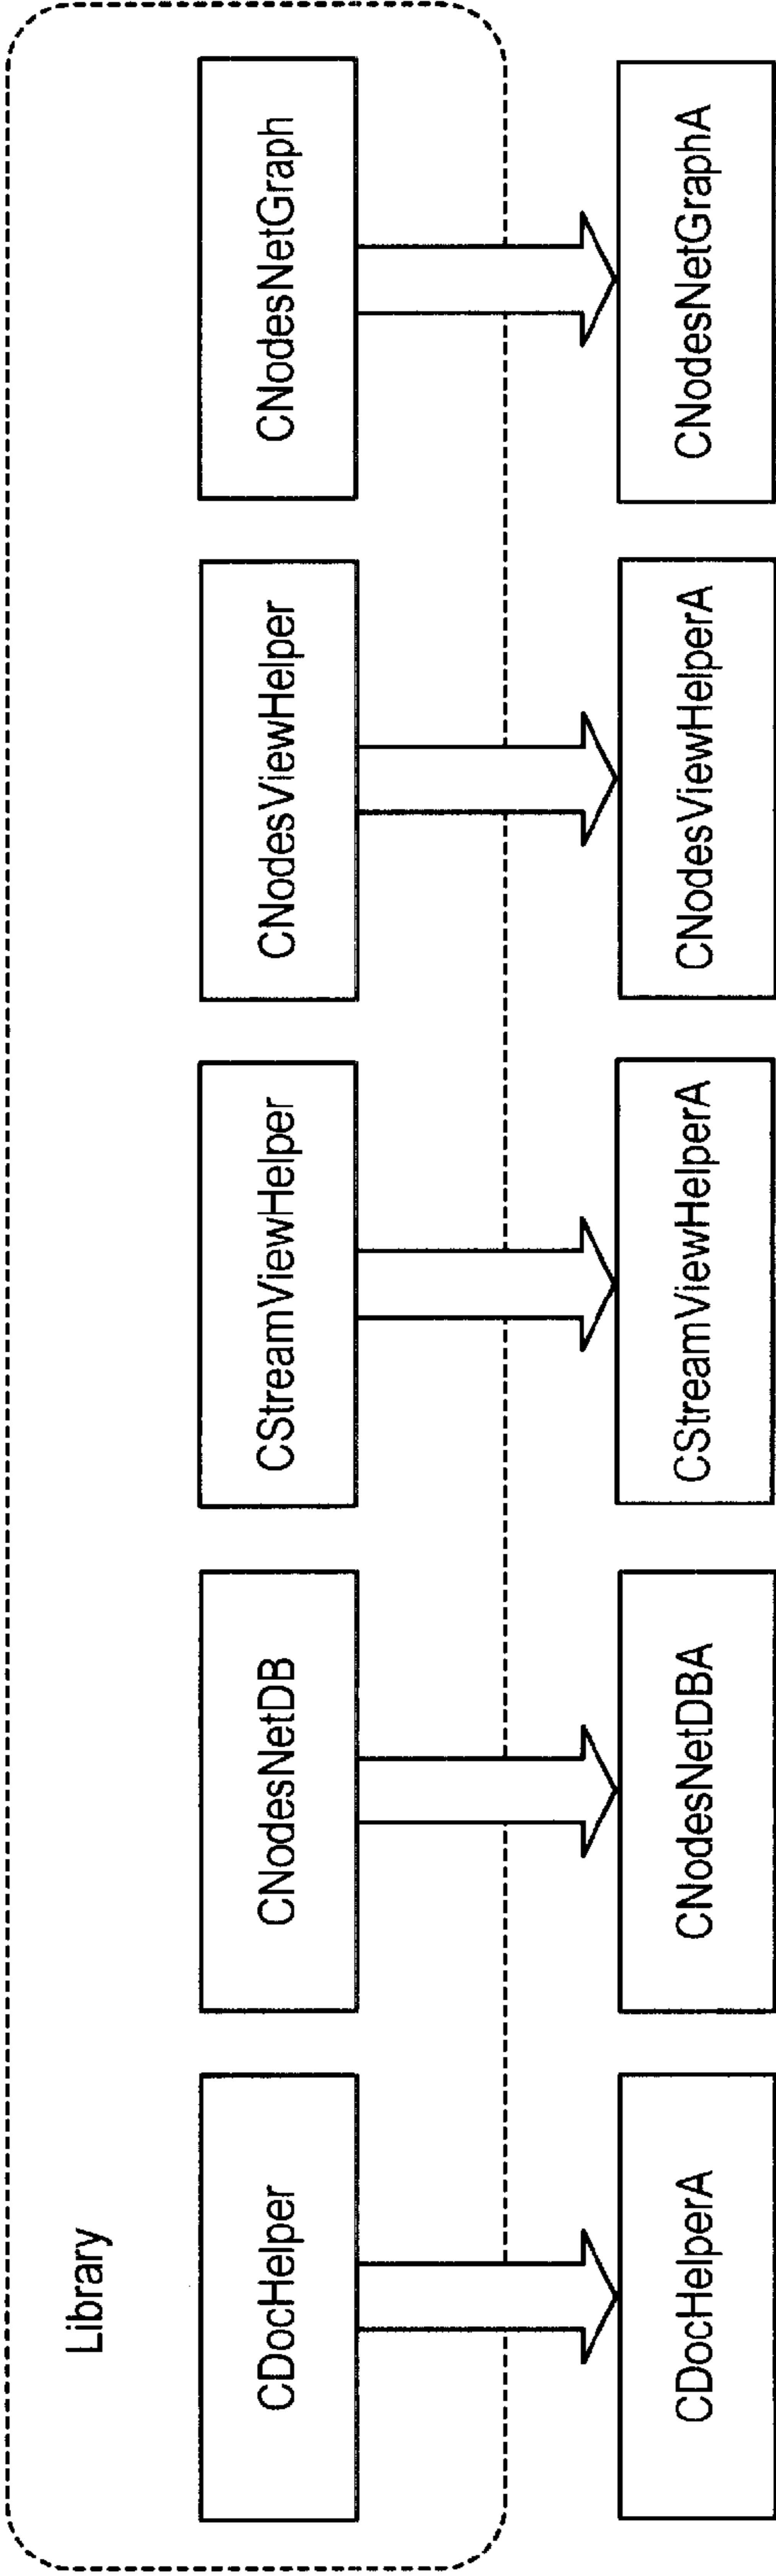 Library
CDocHelper
CNodesNetDB
CStreamViewHelper
CNodesViewHelper
CNodesNetGraph
CDocHelperA
CNodesNetDBA
CStreamViewHelperA
CNodesViewHelperA
CNodesNetGraphA